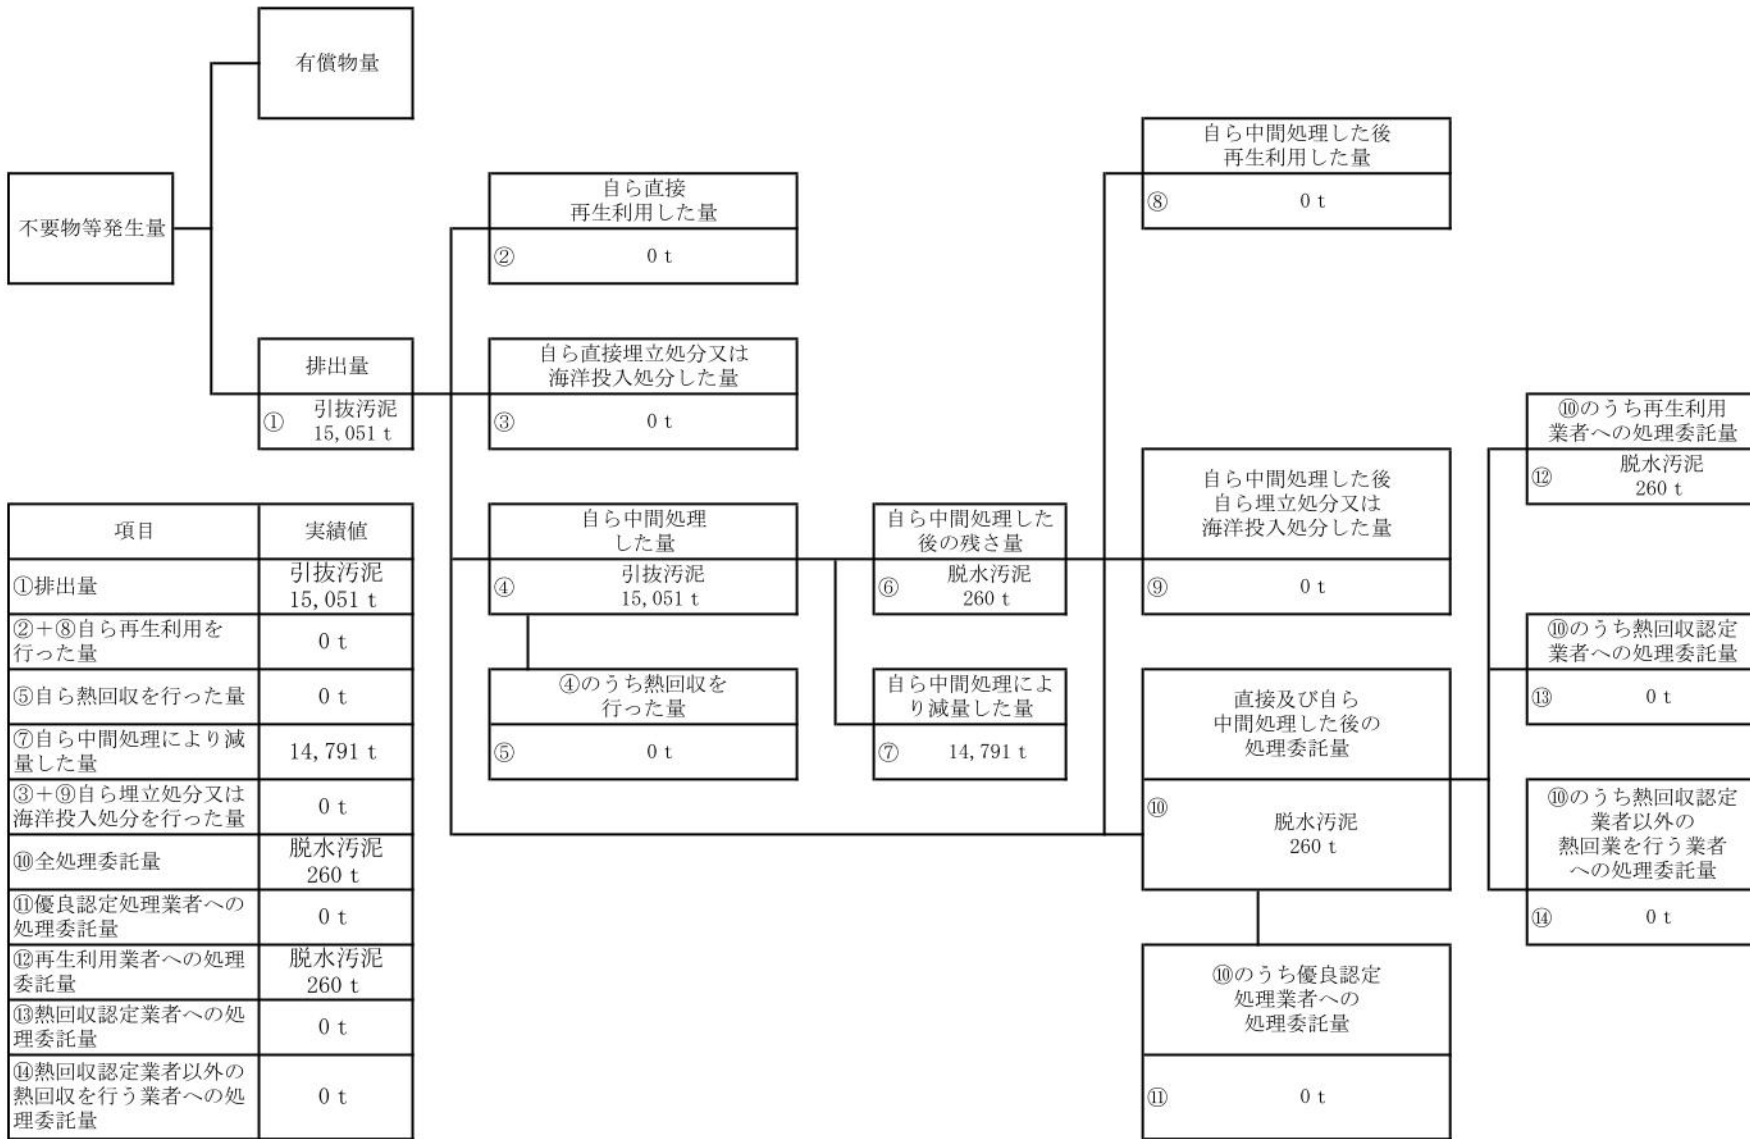 有償物量
不要物等発生量
排出量
① 引抜汚泥
15,051 t
自ら直接
再生利用した量
② 0 t
自ら直接埋立処分又は
海洋投入処分した量
③ 0 t
自ら中間処理
した量
④ 引抜汚泥
15,051 t
④のうち熱回収を
行った量
⑤ 0 t
自ら中間処理した
後の残さ量
⑥ 脱水汚泥
260 t
自ら中間処理によ
り減量した量
⑦ 14,791 t
自ら中間処理した後
再生利用した量
⑧ 0 t
自ら中間処理した後
自ら埋立処分又は
海洋投入処分した量
⑨ 0 t
直接及び自ら
中間処理した後の
処理委託量
⑩ 脱水汚泥
260 t
⑩のうち優良認定
処理業者への
処理委託量
⑪ 0 t
⑩のうち再生利用
業者への処理委託量
⑫ 脱水汚泥
260 t
⑩のうち熱回収認定
業者への処理委託量
⑬ 0 t
⑩のうち熱回収認定
業者以外の
熱回業を行う業者
への処理委託量
⑭ 0 t
項目 実績値
①排出量 引抜汚泥
15,051 t
②+⑧自ら再生利用を
行った量 0 t
⑤自ら熱回収を行った量 0 t
⑦自ら中間処理により減
量した量 14,791 t
③+⑨自ら埋立処分又は
海洋投入処分を行った量 0 t
⑩全処理委託量 脱水汚泥
260 t
⑪優良認定処理業者への
処理委託量 0 t
⑫再生利用業者への処理
委託量 脱水汚泥
260 t
⑬熱回収認定業者への処
理委託量 0 t
⑭熱回収認定業者以外の
熱回収を行う業者への処
理委託量 0 t